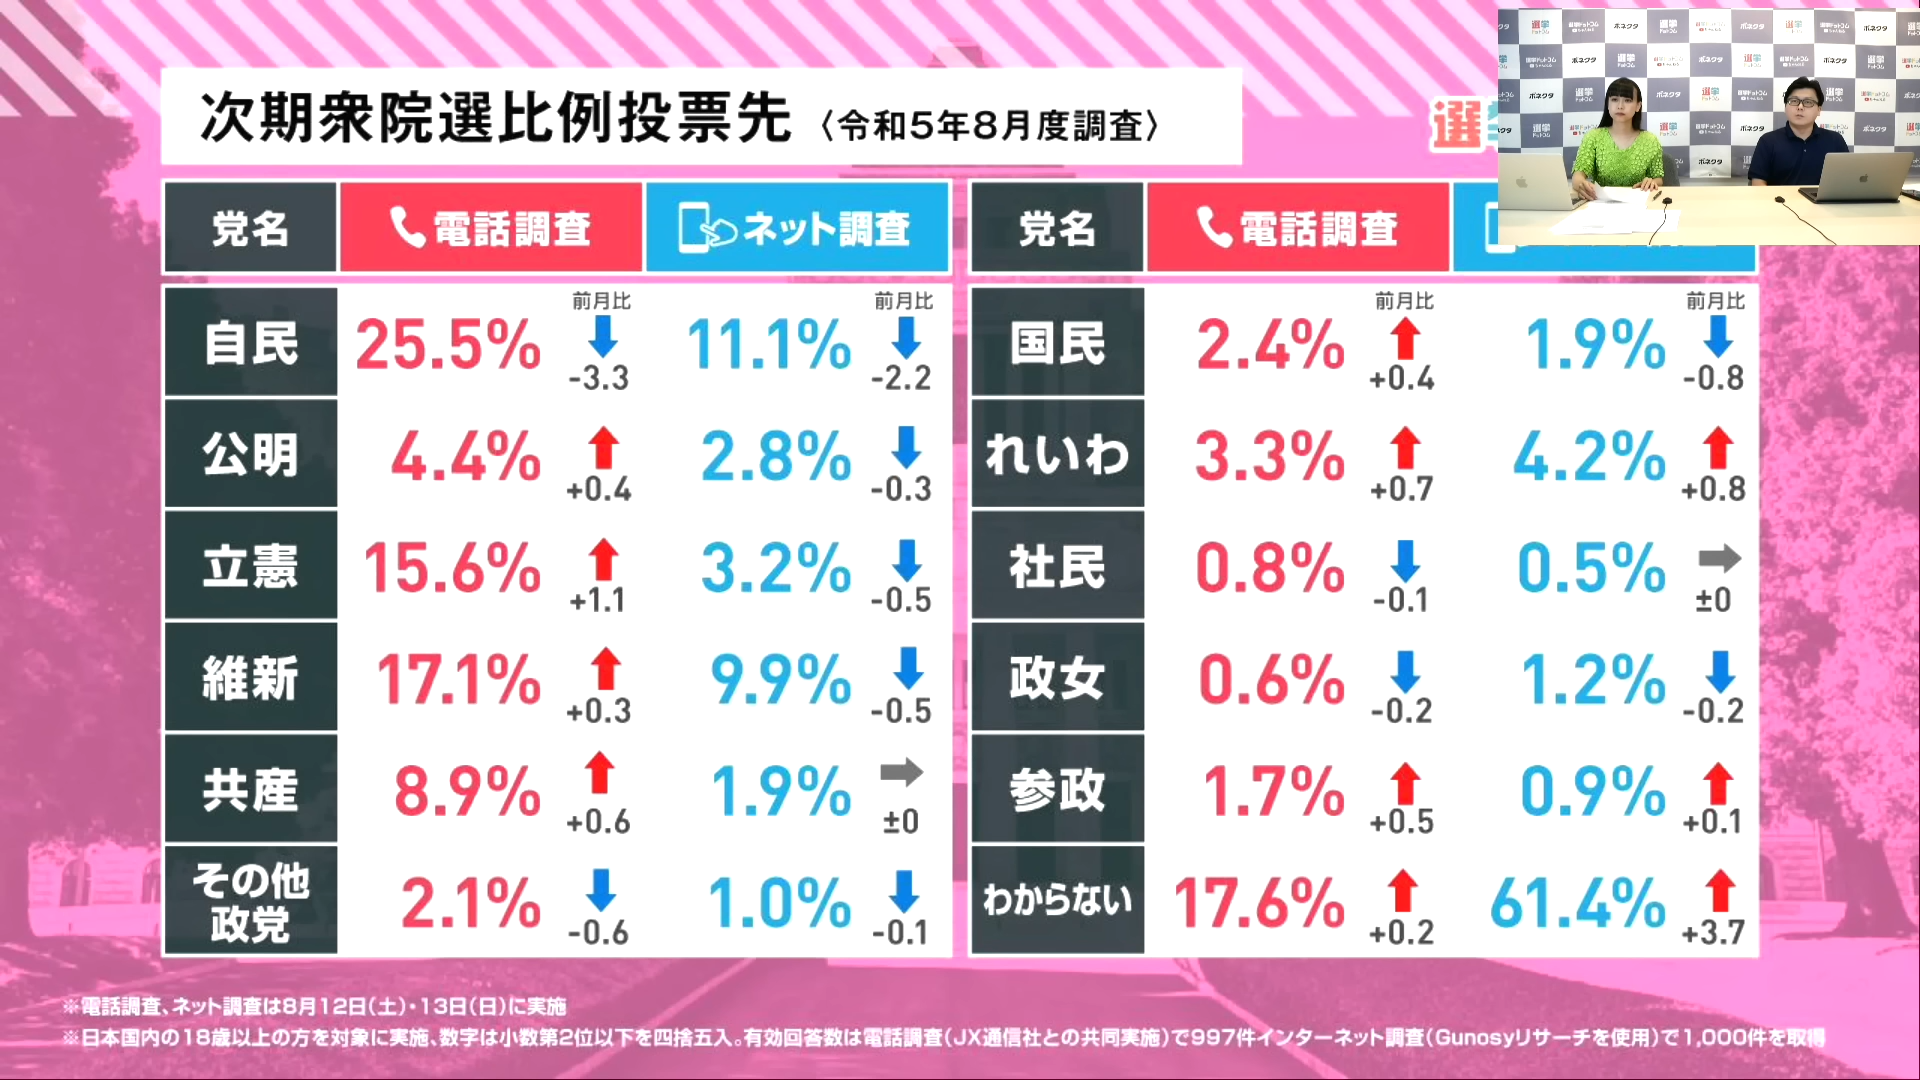 次期衆院選比例投票先〈令和5年8月度調査〉
選
党名 電話調査 ネット調査
党名 電話調査
前月比 前月比
自民 25.5% -3.3 11.1% -2.2
公明 4.4% +0.4 2.8% -0.3
立憲 15.6% +1.1 3.2% -0.5
維新 17.1% +0.3 9.9% -0.5
共産 8.9% +0.6 1.9% ±0
その他
政党 2.1% -0.6 1.0% -0.1
前月比 前月比
国民 2.4% +0.4 1.9% -0.8
れいわ 3.3% +0.7 4.2% +0.8
社民 0.8% -0.1 0.5% ±0
政女 0.6% -0.2 1.2% -0.2
参政 1.7% +0.5 0.9% +0.1
わからない 17.6% +0.2 61.4% +3.7
※電話調査、ネット調査は8月12日(土)・13日(日)に実施
※日本国内の18歳以上の方を対象に実施、数字は小数第2位以下を四捨五入。有効回答数は電話調査(JX通信社との共同実施)で997件インターネット調査(Gunosyリサーチを使用)で1,000件を取得
選挙ドットコム
ボネクタ